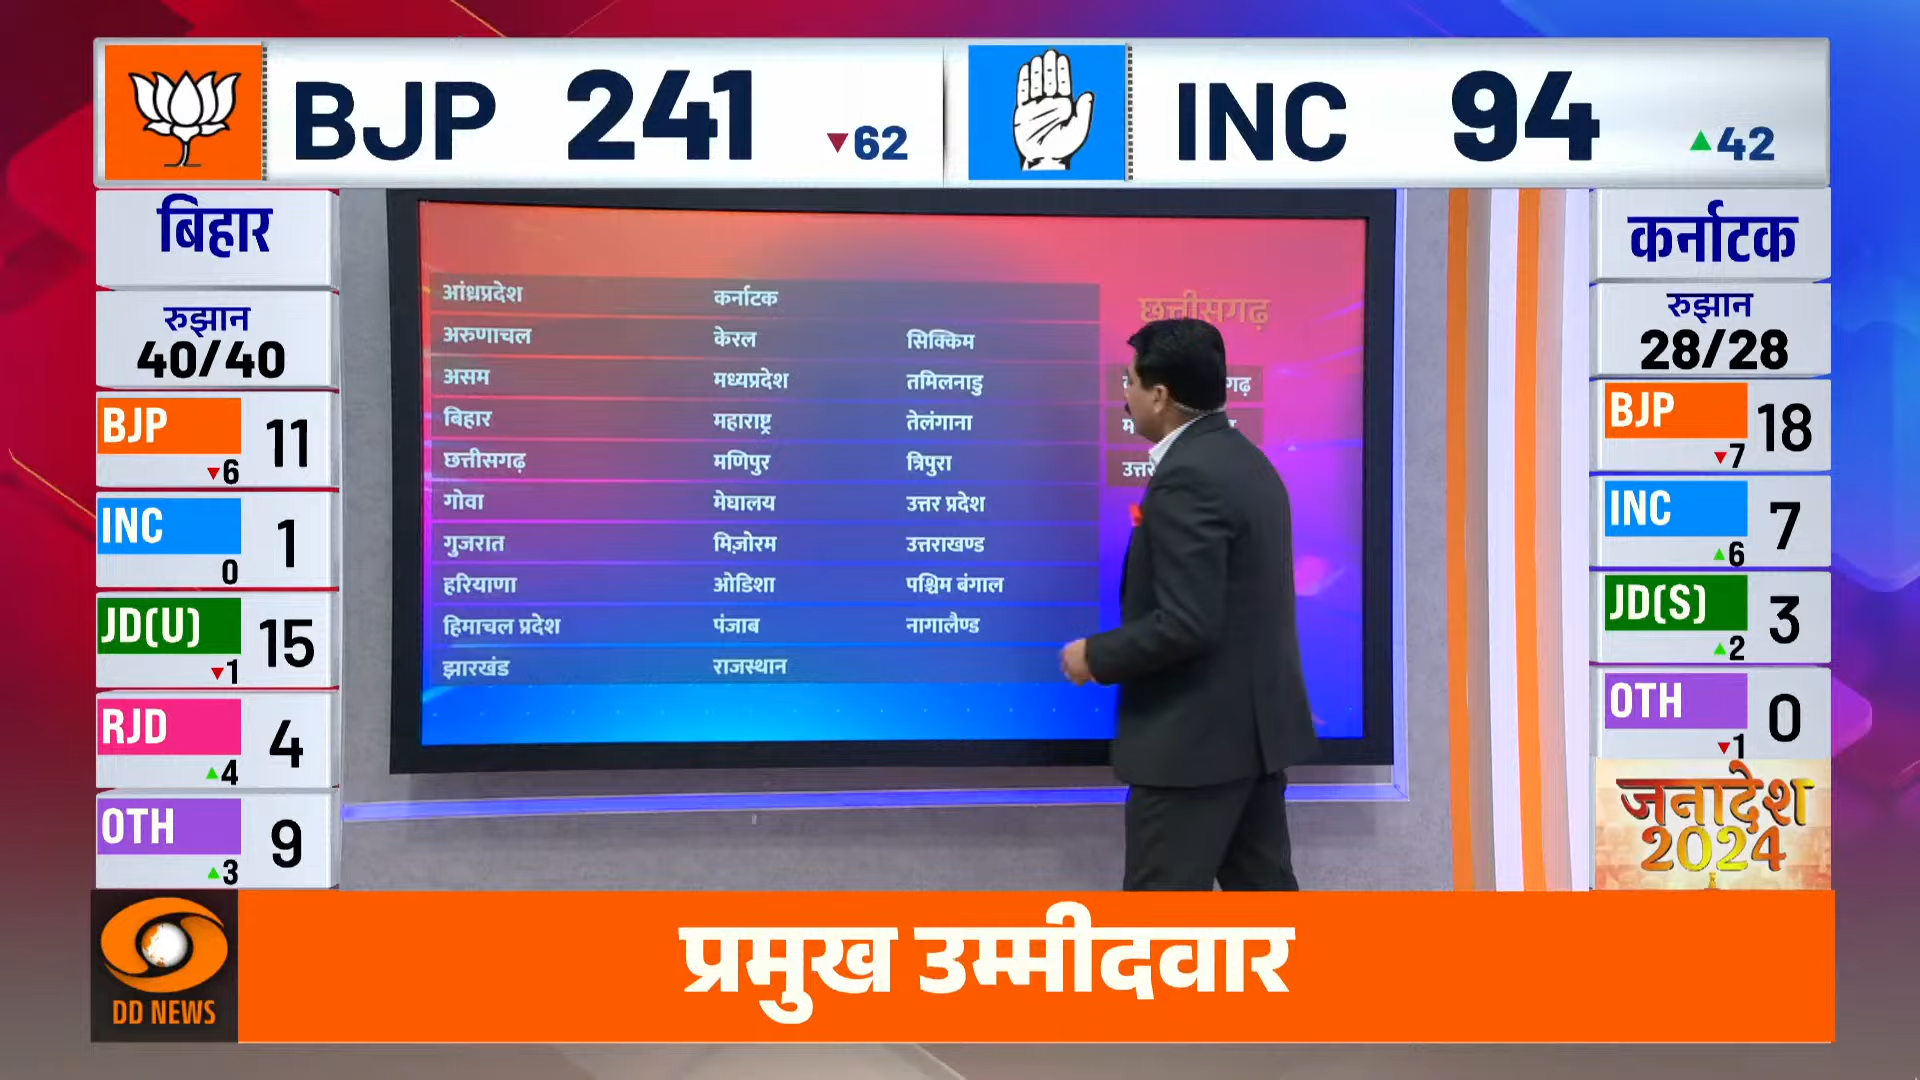 BJP 241 ▼62
INC 94 ▲42
बिहार
रुझान
40/40
BJP 11
▼6
INC 1
0
JD(U) 15
▼1
RJD 4
▲4
OTH 9
▲3
आंध्रप्रदेश कर्नाटक
अरुणाचल केरल सिक्किम
असम मध्यप्रदेश तमिलनाडु
बिहार महाराष्ट्र तेलंगाना
छत्तीसगढ़ मणिपुर त्रिपुरा
गोवा मेघालय उत्तर प्रदेश
गुजरात मिज़ोरम उत्तराखण्ड
हरियाणा ओडिशा पश्चिम बंगाल
हिमाचल प्रदेश पंजाब नागालैण्ड
झारखंड राजस्थान
छत्तीसगढ़
कर्नाटक
रुझान
28/28
BJP 18
▼7
INC 7
▲6
JD(S) 3
▲2
OTH 0
▼1
जनादेश
2024
DD NEWS
प्रमुख उम्मीदवार